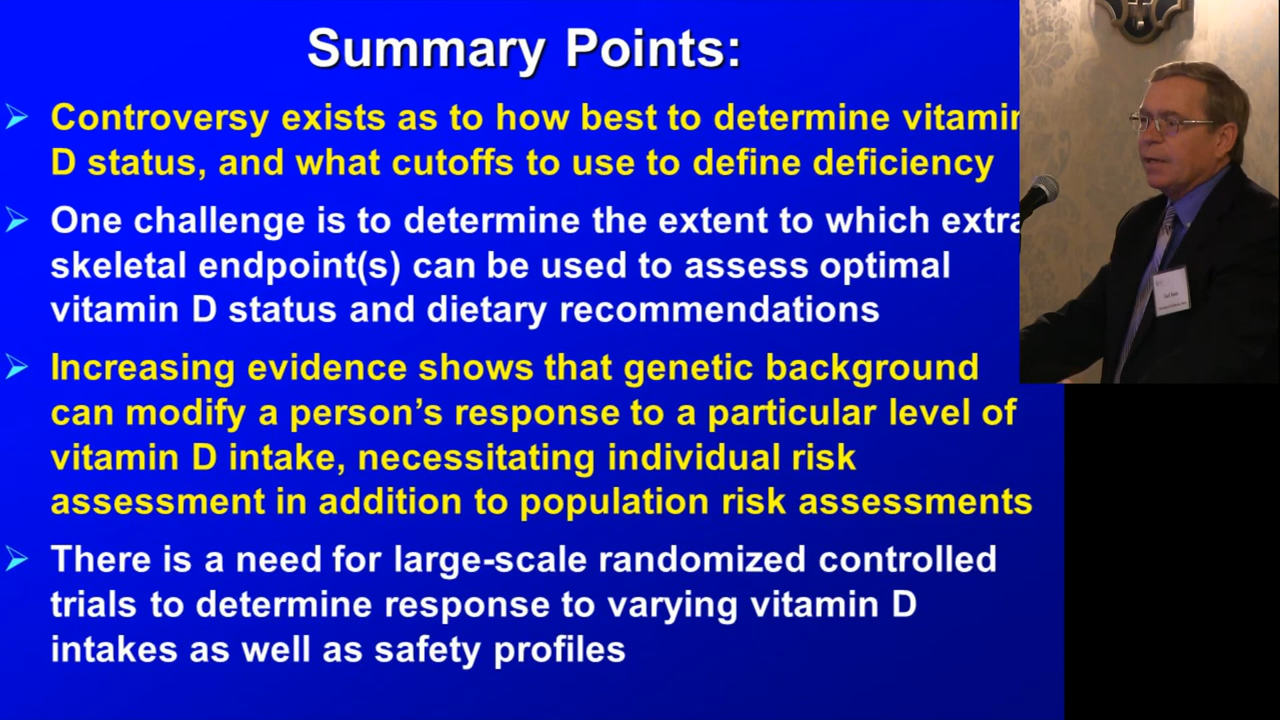 Summary Points:
Controversy exists as to how best to determine vitamin
D status, and what cutoffs to use to define deficiency
One challenge is to determine the extent to which extra
skeletal endpoint(s) can be used to assess optimal
vitamin D status and dietary recommendations
Increasing evidence shows that genetic background
can modify a person’s response to a particular level of
vitamin D intake, necessitating individual risk
assessment in addition to population risk assessments
There is a need for large-scale randomized controlled
trials to determine response to varying vitamin D
intakes as well as safety profiles